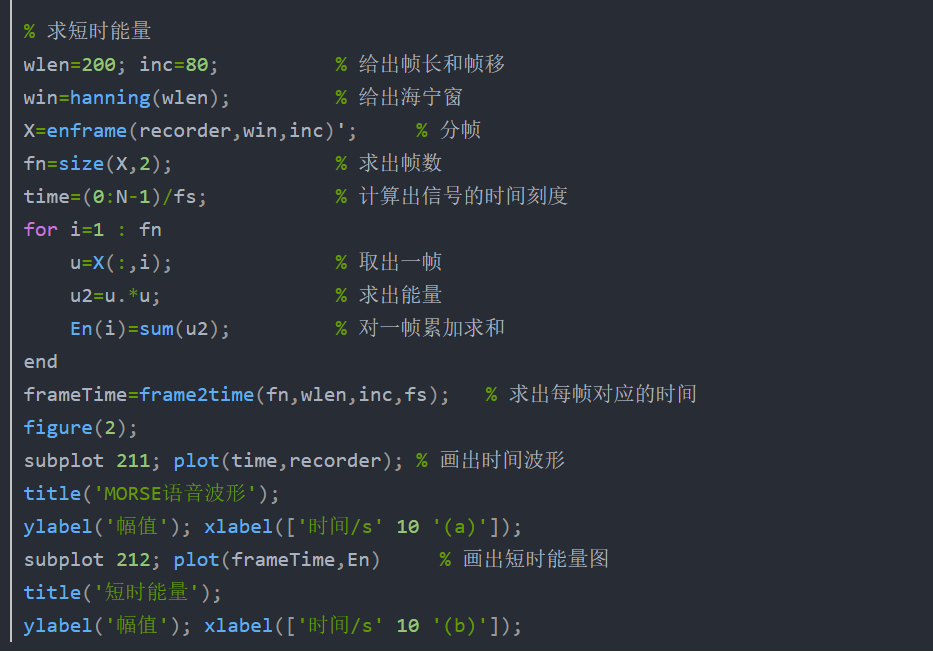 % 求短时能量
wlen=200; inc=80;          % 给出帧长和帧移
win=hanning(wlen);         % 给出海宁窗
X=enframe(recorder,win,inc)';     % 分帧
fn=size(X,2);              % 求出帧数
time=(0:N-1)/fs;           % 计算出信号的时间刻度
for i=1 : fn
    u=X(:,i);              % 取出一帧
    u2=u.*u;               % 求出能量
    En(i)=sum(u2);         % 对一帧累加求和
end
frameTime=frame2time(fn,wlen,inc,fs);   % 求出每帧对应的时间
figure(2);
subplot 211; plot(time,recorder); % 画出时间波形
title('MORSE语音波形');
ylabel('幅值'); xlabel(['时间/s' 10 '(a)']);
subplot 212; plot(frameTime,En)     % 画出短时能量图
title('短时能量');
ylabel('幅值'); xlabel(['时间/s' 10 '(b)']);